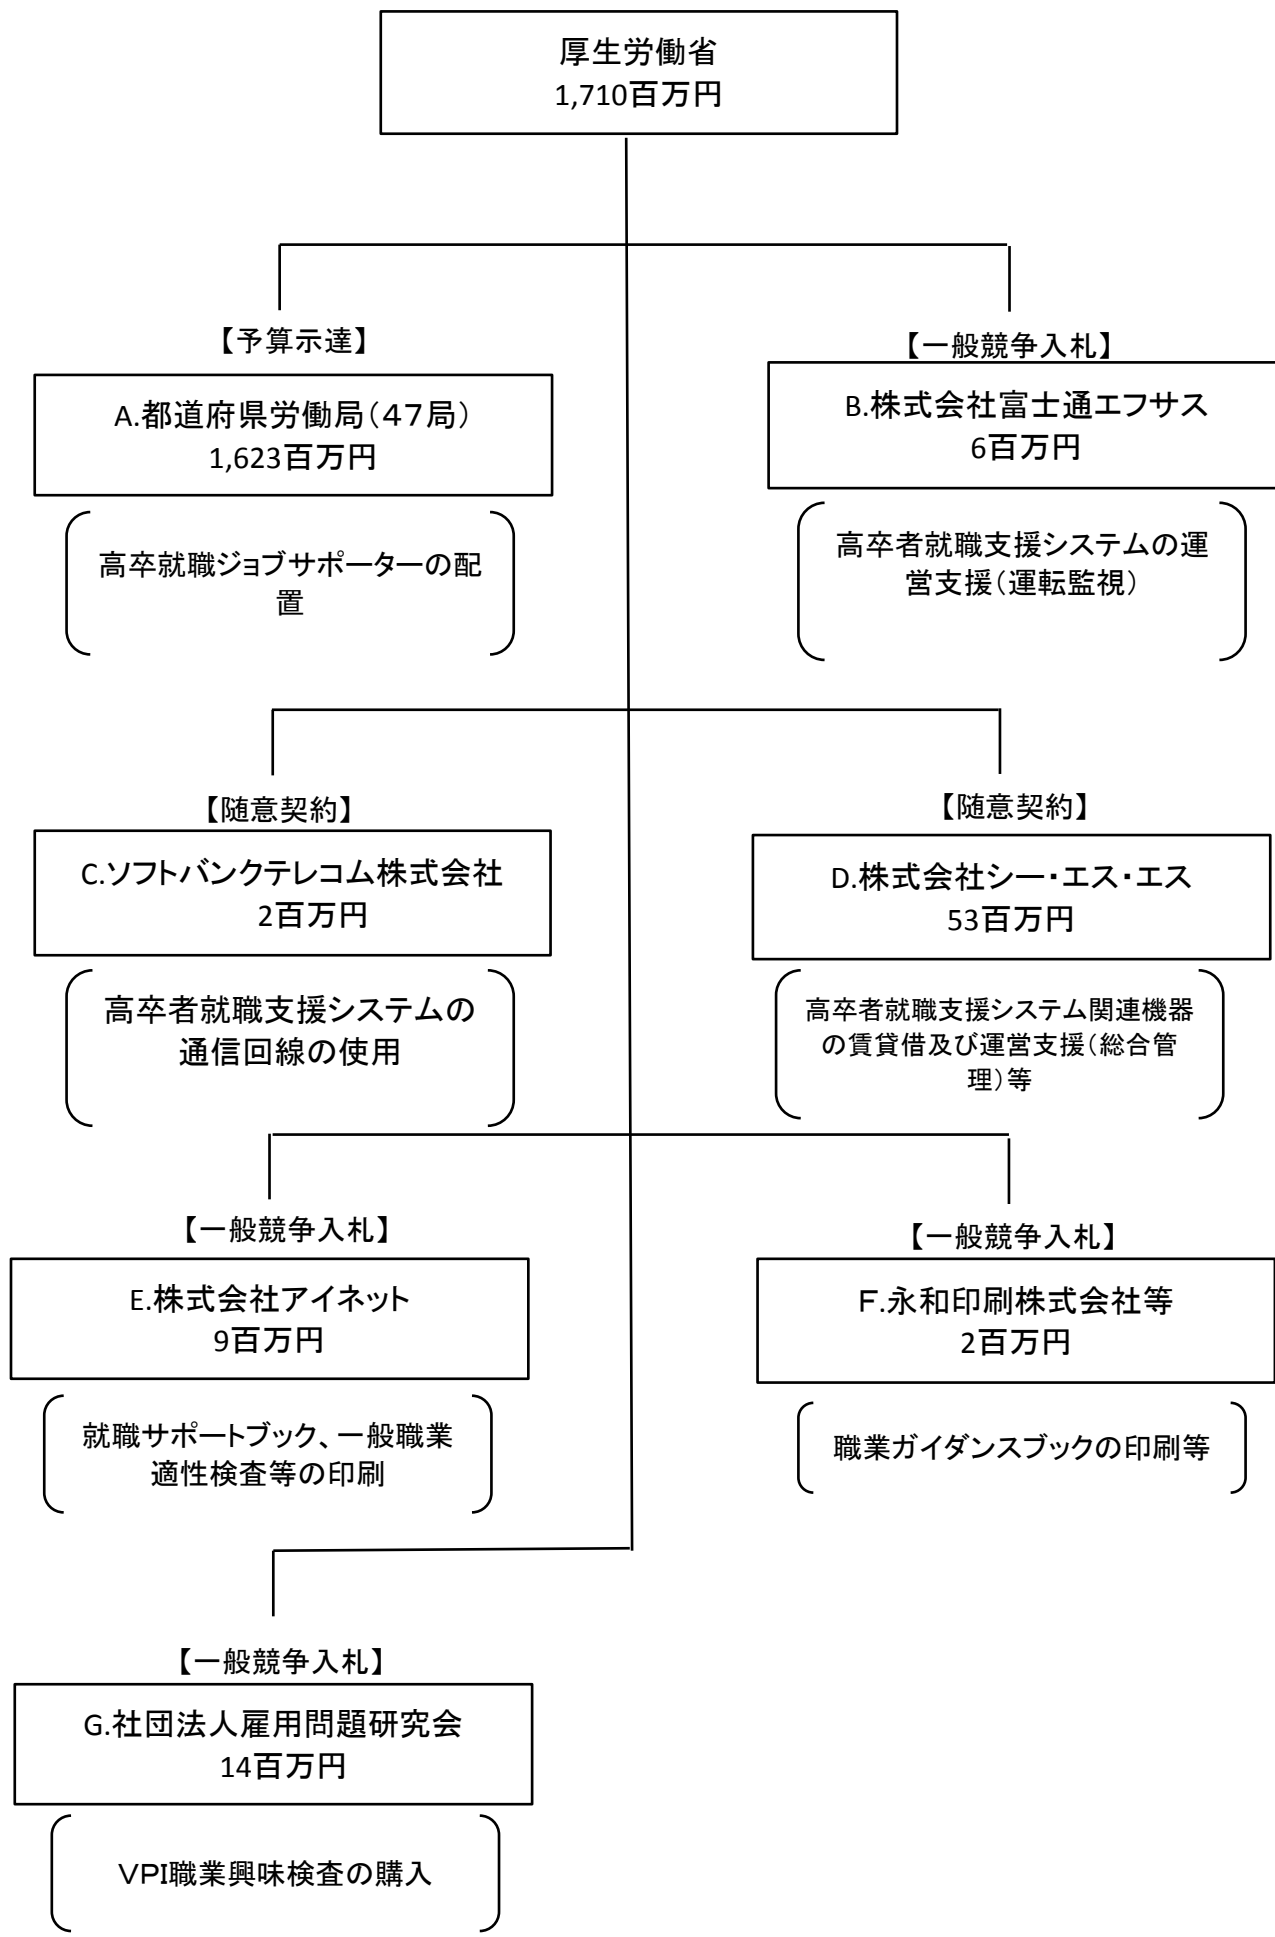 厚生労働省
1,710百万円
【予算示達】
A.都道府県労働局（４７局）
1,623百万円
高卒就職ジョブサポーターの配
置
【一般競争入札】
B.株式会社富士通エフサス
6百万円
高卒者就職支援システムの運
営支援（運転監視）
【随意契約】
C.ソフトバンクテレコム株式会社
2百万円
高卒者就職支援システムの
通信回線の使用
【随意契約】
D.株式会社シー・エス・エス
53百万円
高卒者就職支援システム関連機器
の賃貸借及び運営支援（総合管
理）等
【一般競争入札】
E.株式会社アイネット
9百万円
就職サポートブック、一般職業
適性検査等の印刷
【一般競争入札】
Ｆ.永和印刷株式会社等
2百万円
職業ガイダンスブックの印刷等
【一般競争入札】
G.社団法人雇用問題研究会
14百万円
ＶＰＩ職業興味検査の購入